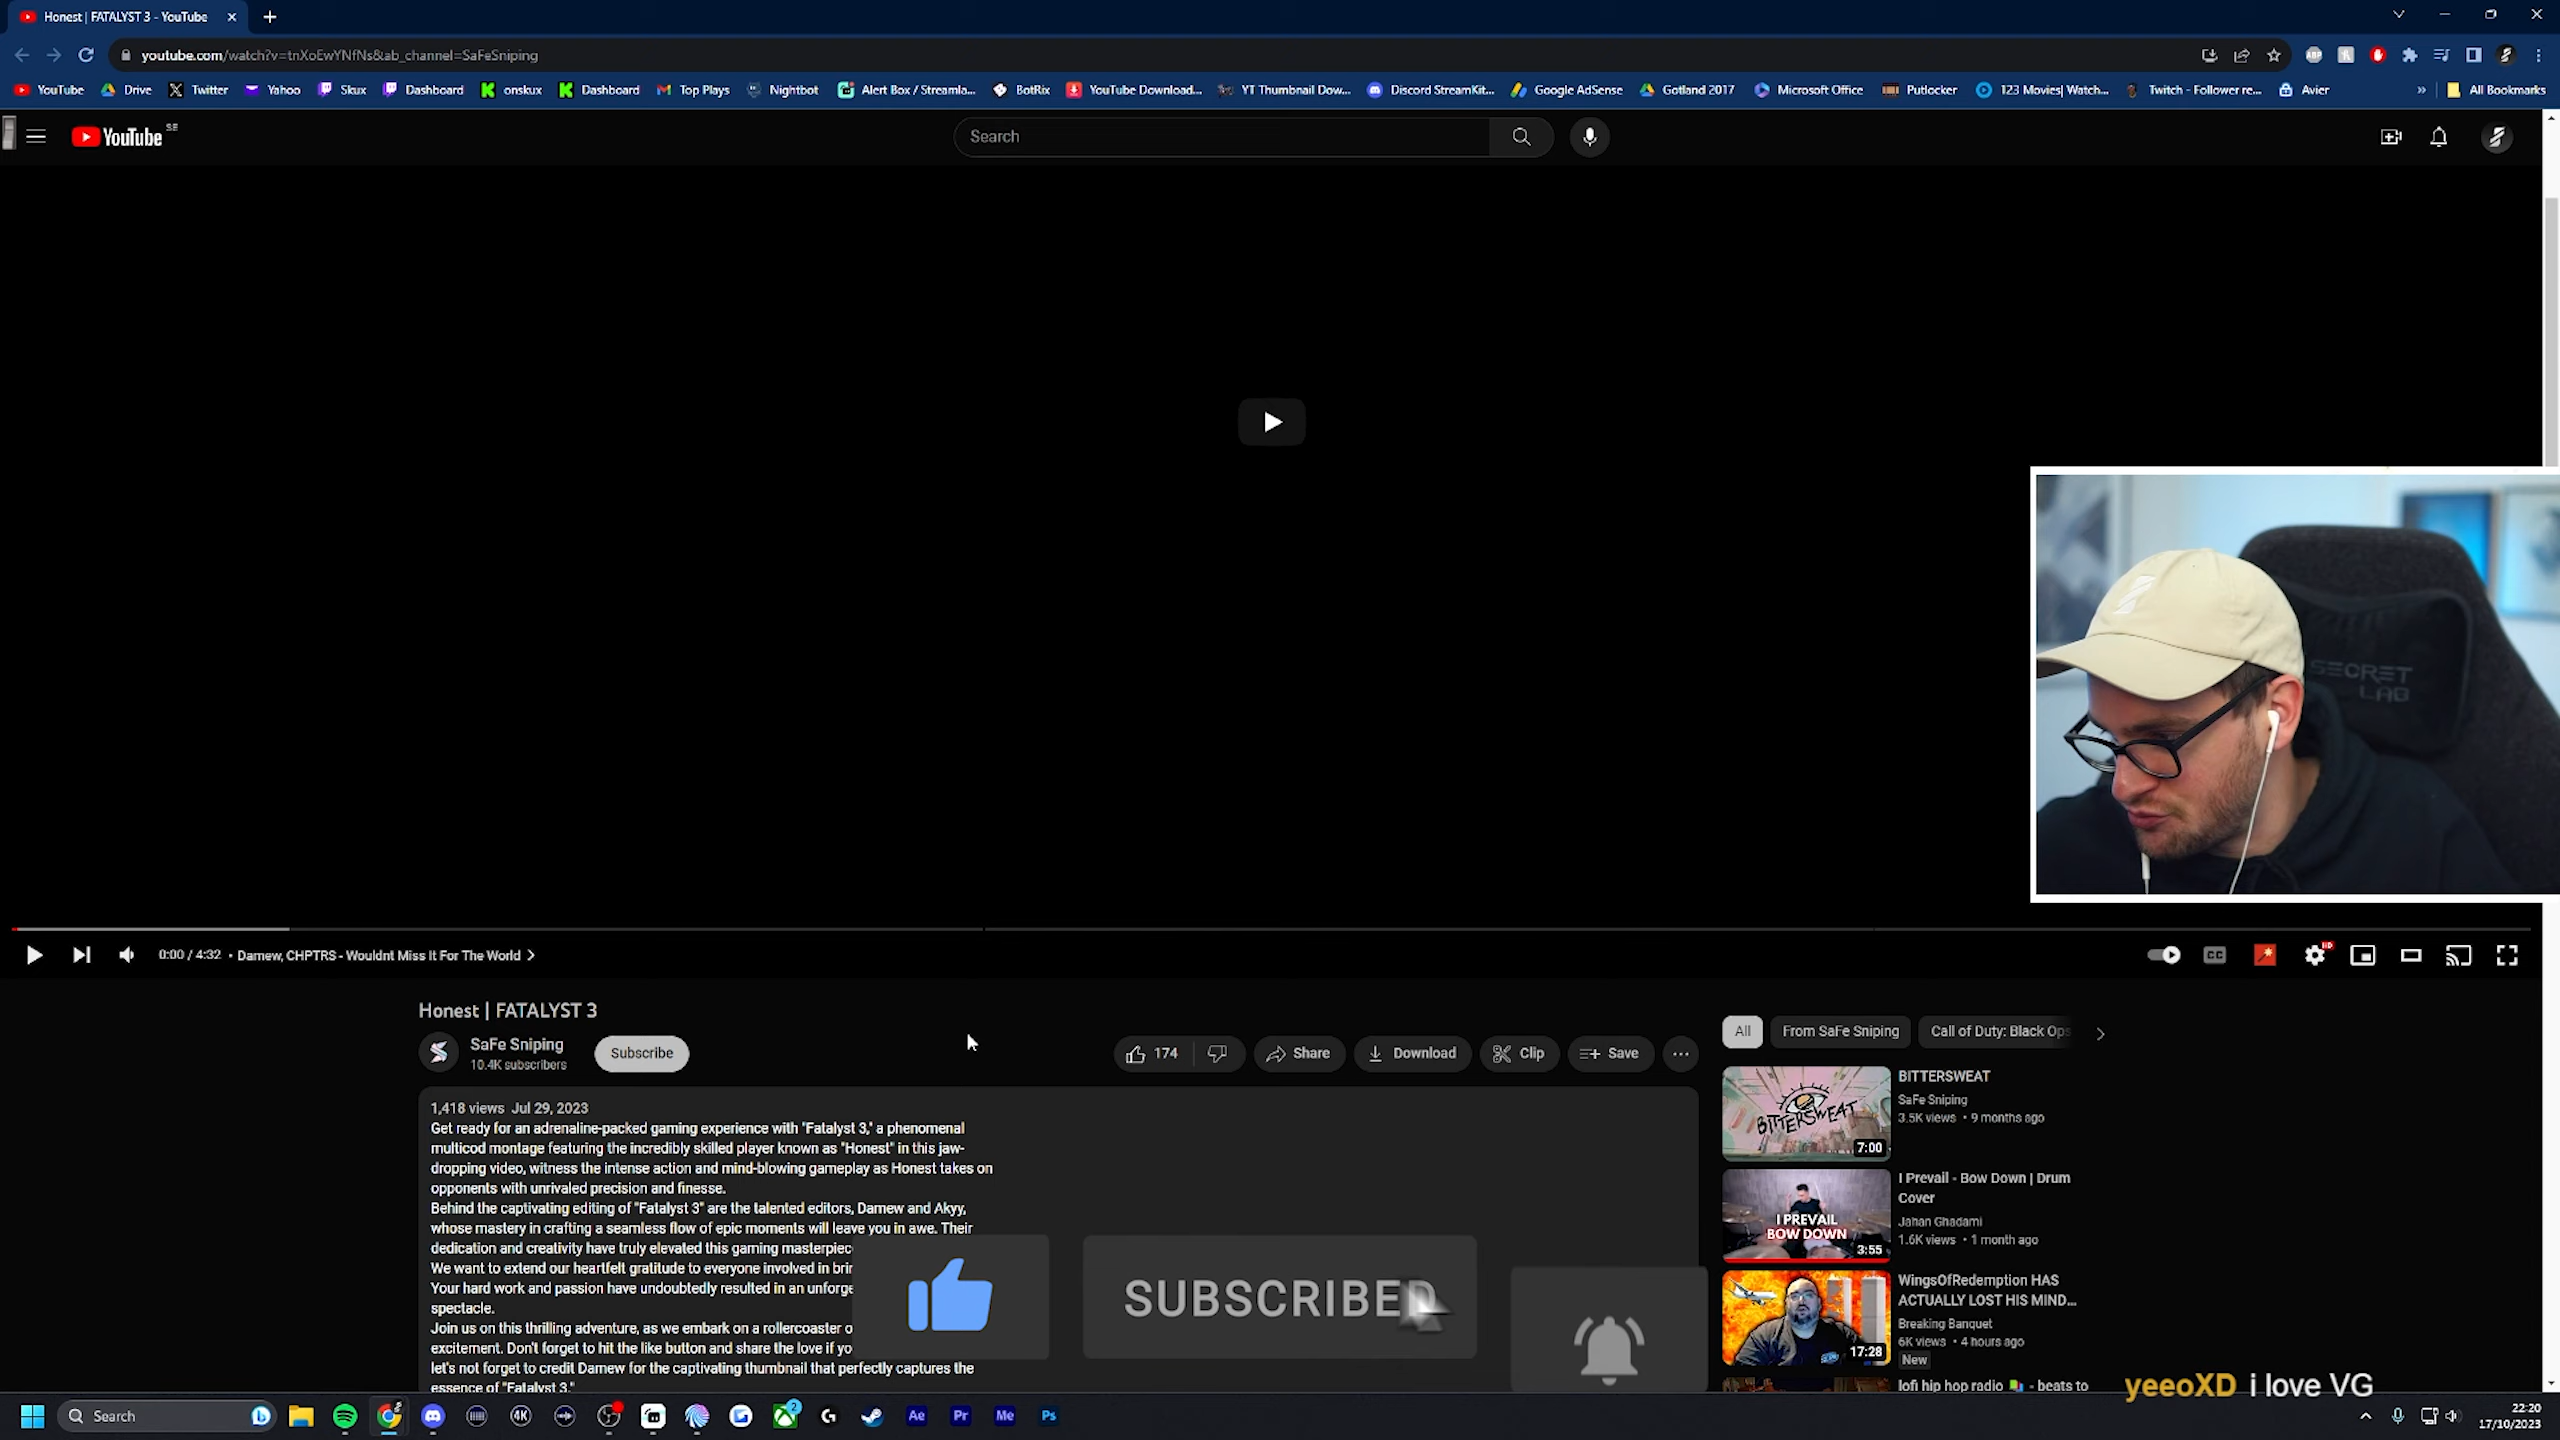 Honest | FATALYST 3 - YouTube
youtube.com/watch?v=tnXoEwYNfNs&ab_channel=SaFeSniping
YouTube Drive Twitter Yahoo Skux Dashboard onskux Dashboard Top Plays Nightbot Alert Box / Streamla... BotRix YouTube Download... YT Thumbnail Dow... Discord StreamKit... Google AdSense Gotland 2017 Microsoft Office Putlocker 123 Movies| Watch... Twitch - Follower re... Avier » All Bookmarks
YouTube SE
Search
SECRET
LAB
0:00 / 4:32 • Damew, CHPTRS - Wouldnt Miss It For The World
CC
HD
Honest | FATALYST 3
SaFe Sniping
10.4K subscribers
Subscribe
174
Share
Download
Clip
Save
1,418 views Jul 29, 2023
Get ready for an adrenaline-packed gaming experience with "Fatalyst 3," a phenomenal
multicod montage featuring the incredibly skilled player known as "Honest" in this jaw-
dropping video, witness the intense action and mind-blowing gameplay as Honest takes on
opponents with unrivaled precision and finesse.
Behind the captivating editing of "Fatalyst 3" are the talented editors, Damew and Akyy,
whose mastery in crafting a seamless flow of epic moments will leave you in awe. Their
dedication and creativity have truly elevated this gaming masterpiec
We want to extend our heartfelt gratitude to everyone involved in brir
Your hard work and passion have undoubtedly resulted in an unforge
spectacle.
Join us on this thrilling adventure, as we embark on a rollercoaster o
excitement. Don't forget to hit the like button and share the love if yo
let's not forget to credit Damew for the captivating thumbnail that perfectly captures the
essence of "Fatalyst 3."
SUBSCRIBED
All
From SaFe Sniping
Call of Duty: Black Ops
BITTERSWEAT
7:00
BITTERSWEAT
SaFe Sniping
3.5K views • 9 months ago
I PREVAIL
BOW DOWN
3:55
I Prevail - Bow Down | Drum
Cover
Jahan Ghadami
1.6K views • 1 month ago
17:28
WingsOfRedemption HAS
ACTUALLY LOST HIS MIND...
Breaking Banquet
6K views • 4 hours ago
New
lofi hip hop radio - beats to
yeeoXD i love VG
Search
4K
2
Ae
Pr
Me
Ps
22:20
17/10/2023